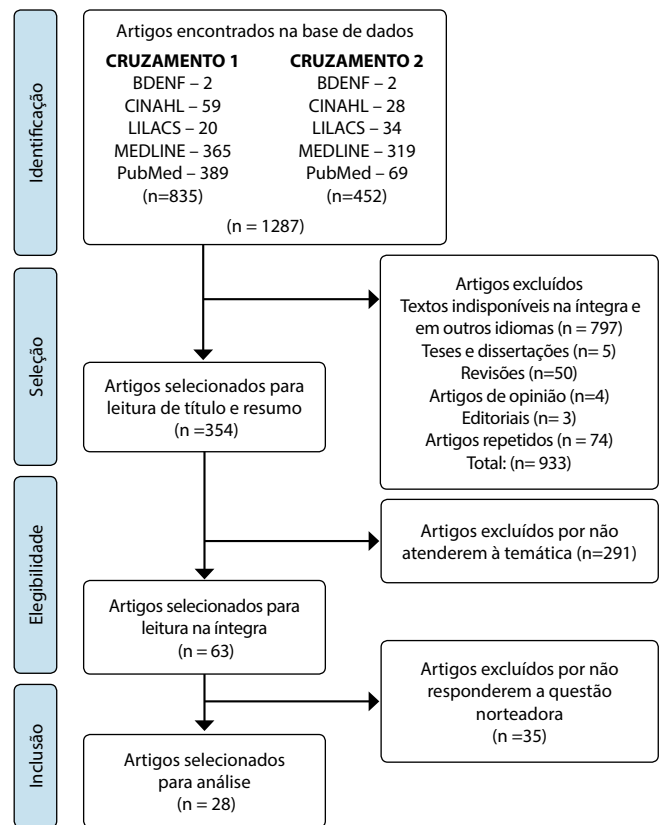 Identificação
Artigos encontrados na base de dados
CRUZAMENTO 1
BDENF – 2
CINAHL – 59
LILACS – 20
MEDLINE – 365
PubMed – 389
(n=835)
CRUZAMENTO 2
BDENF – 2
CINAHL – 28
LILACS – 34
MEDLINE – 319
PubMed – 69
(n=452)
(n = 1287)
Seleção
Artigos excluídos
Textos indisponíveis na íntegra e
em outros idiomas (n = 797)
Teses e dissertações (n= 5)
Revisões (n=50)
Artigos de opinião (n=4)
Editoriais (n= 3)
Artigos repetidos (n = 74)
Total: (n= 933)
Artigos selecionados para
leitura de título e resumo
(n =354)
Elegibilidade
Artigos excluídos por não
atenderem à temática (n=291)
Artigos selecionados para
leitura na íntegra
(n = 63)
Inclusão
Artigos excluídos por não
responderem a questão
norteadora
(n =35)
Artigos selecionados
para análise
(n = 28)